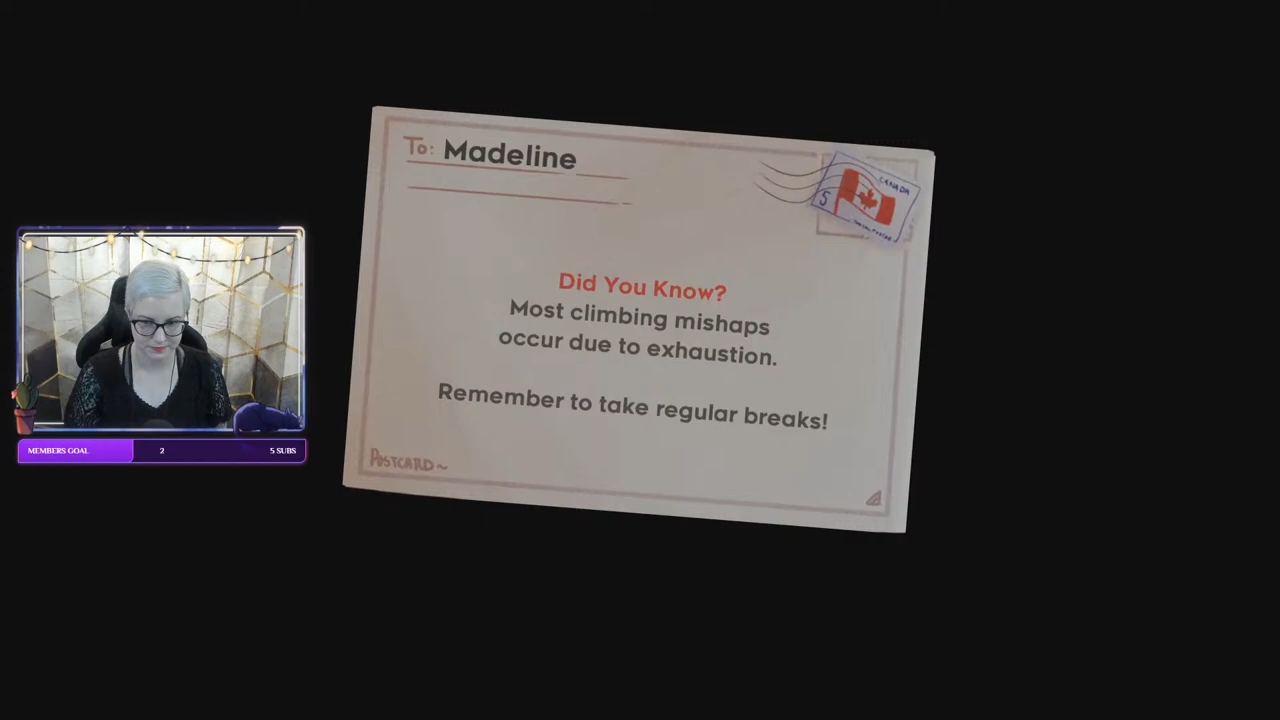 To: Madeline
CANADA
5
Did You Know?
Most climbing mishaps
occur due to exhaustion.
Remember to take regular breaks!
POSTCARD~
MEMBERS GOAL
2
5 SUBS